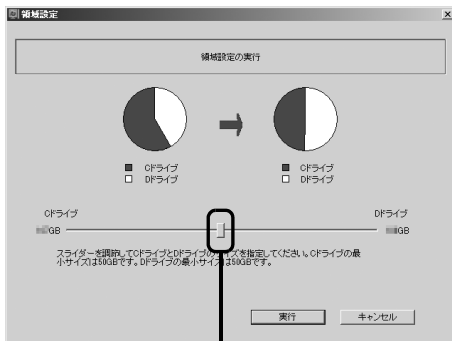 領域設定
領域設定の実行
Cドライブ
Dドライブ
Cドライブ
Dドライブ
Cドライブ
Dドライブ
GB
GB
スライダーを調節してCドライブとDドライブのサイズを指定してください。Cドライブの最
小サイズは50GBです。Dドライブの最小サイズは50GBです。
実行
キャンセル